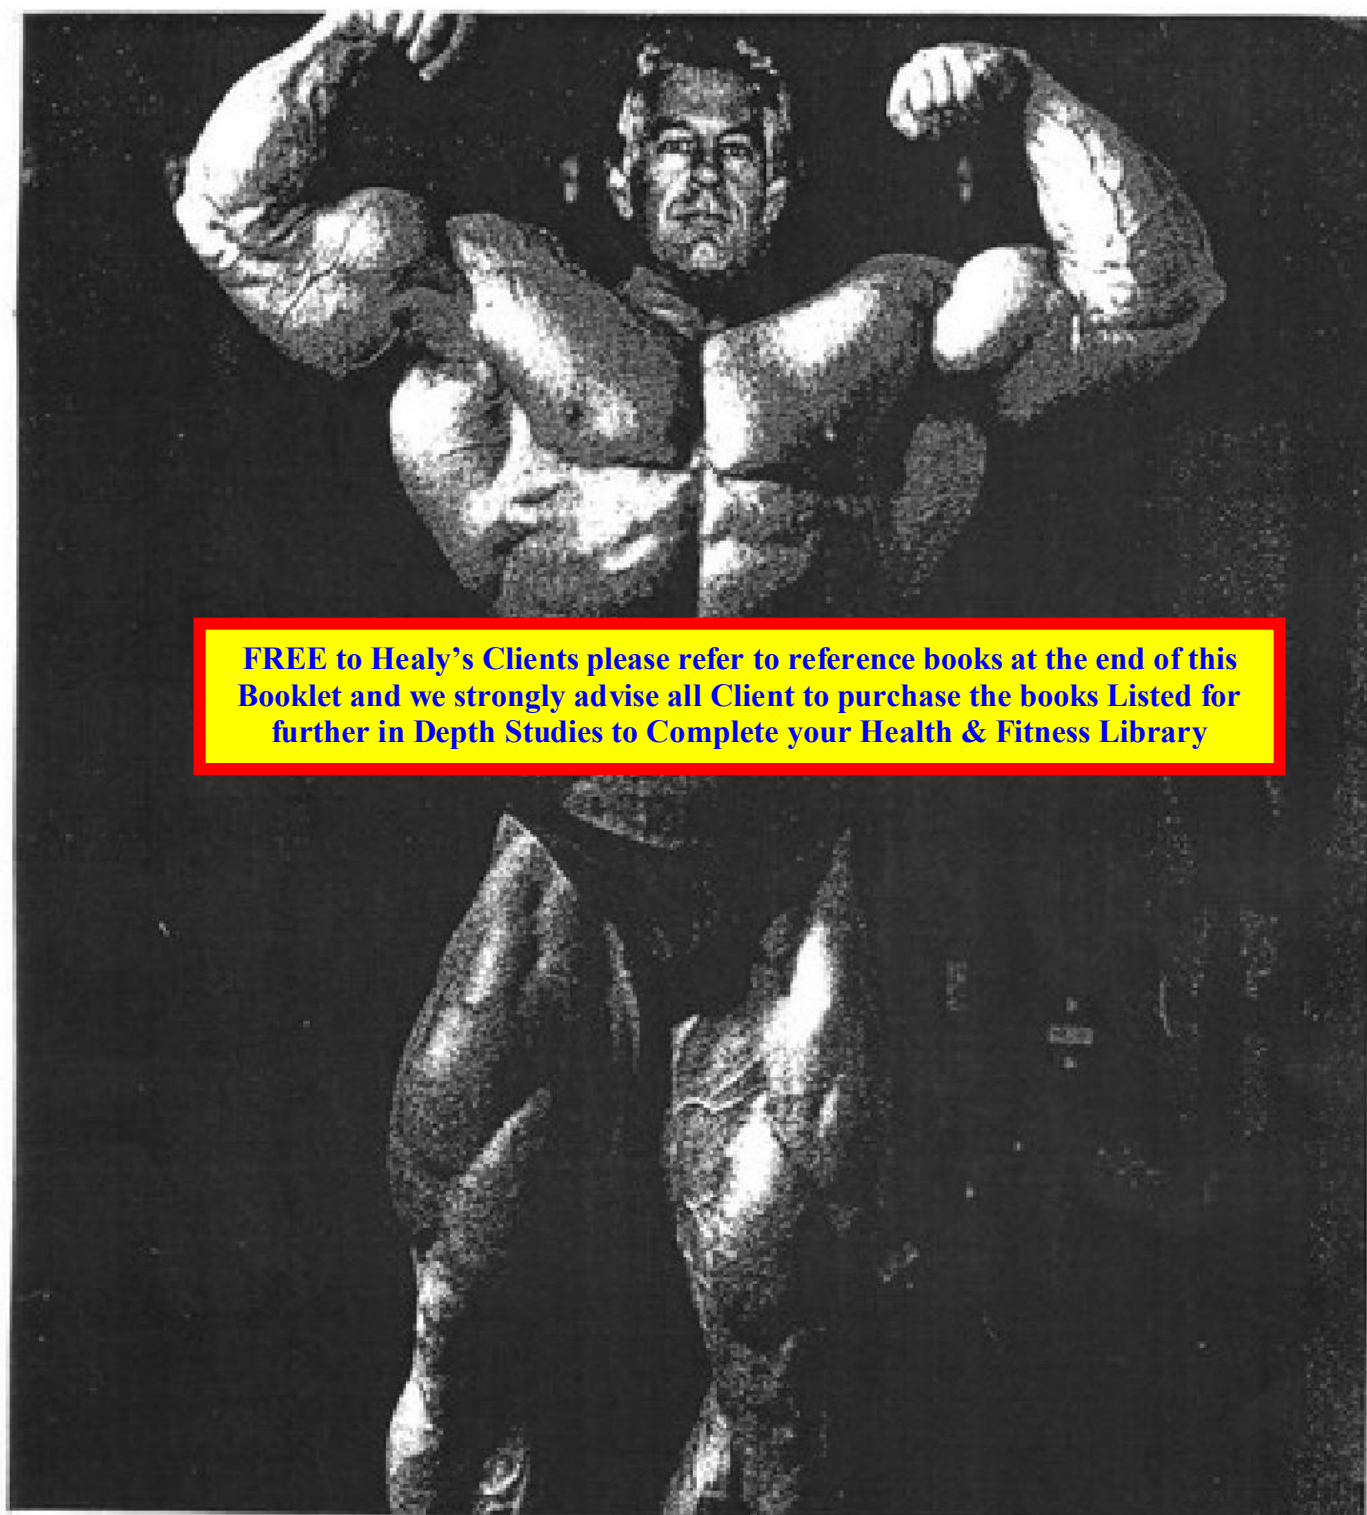 FREE to Healy’s Clients please refer to reference books at the end of this
Booklet and we strongly advise all Client to purchase the books Listed for
further in Depth Studies to Complete your Health & Fitness Library